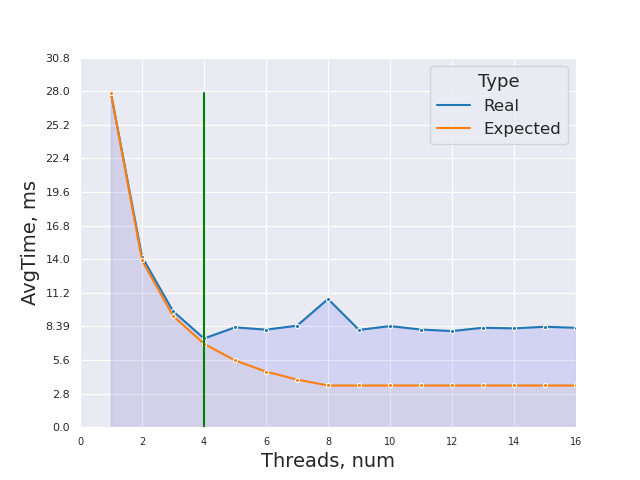 30.8
28.0
25.2
22.4
19.6
16.8
14.0
11.2
8.39
5.6
2.8
0.0
AvgTime, ms
Type
Real
Expected
0 2 4 6 8 10 12 14 16
Threads, num